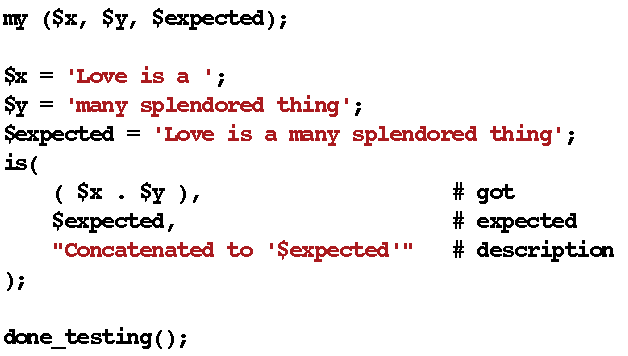 my ($x, $y, $expected);
$x = 'Love is a ';
$y = 'many splendored thing';
$expected = 'Love is a many splendored thing';
is(
    ( $x . $y ),                    # got
    $expected,                      # expected
    "Concatenated to '$expected'"   # description
);
done_testing();